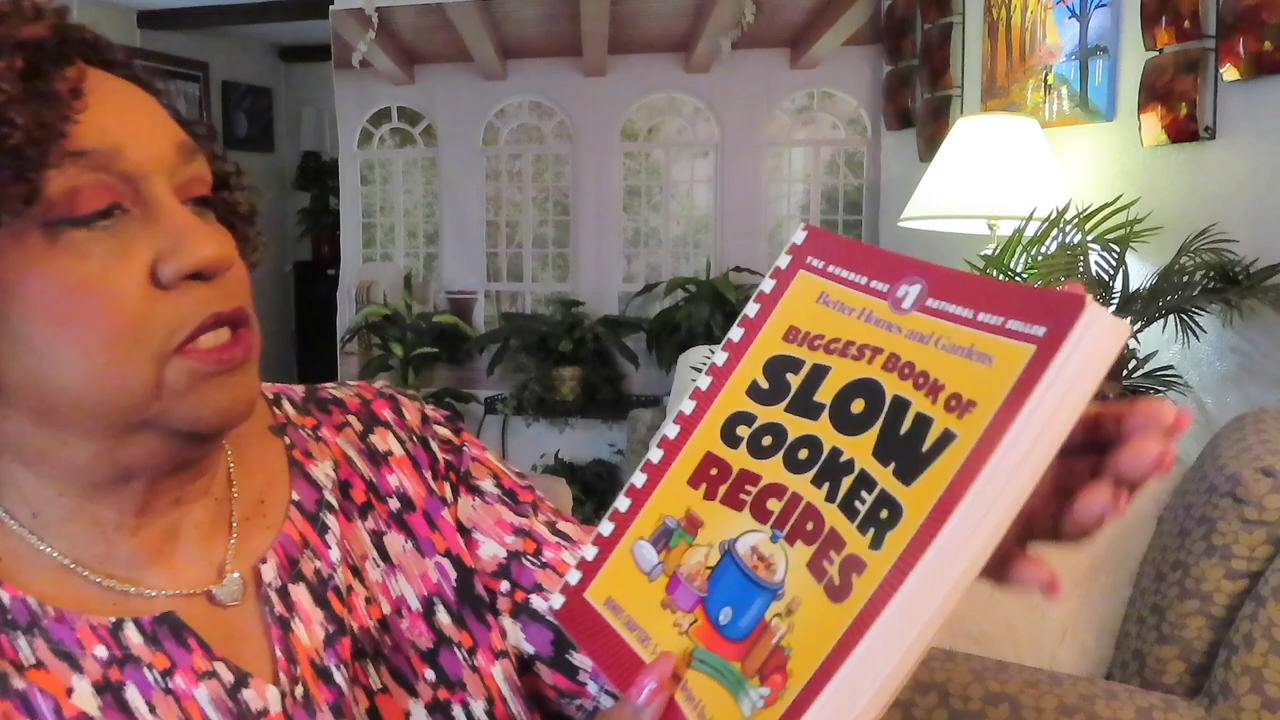 THE NUMBER ONE #1 NATIONAL BEST SELLER
Better Homes and Gardens
BIGGEST BOOK OF
SLOW
COOKER
RECIPES